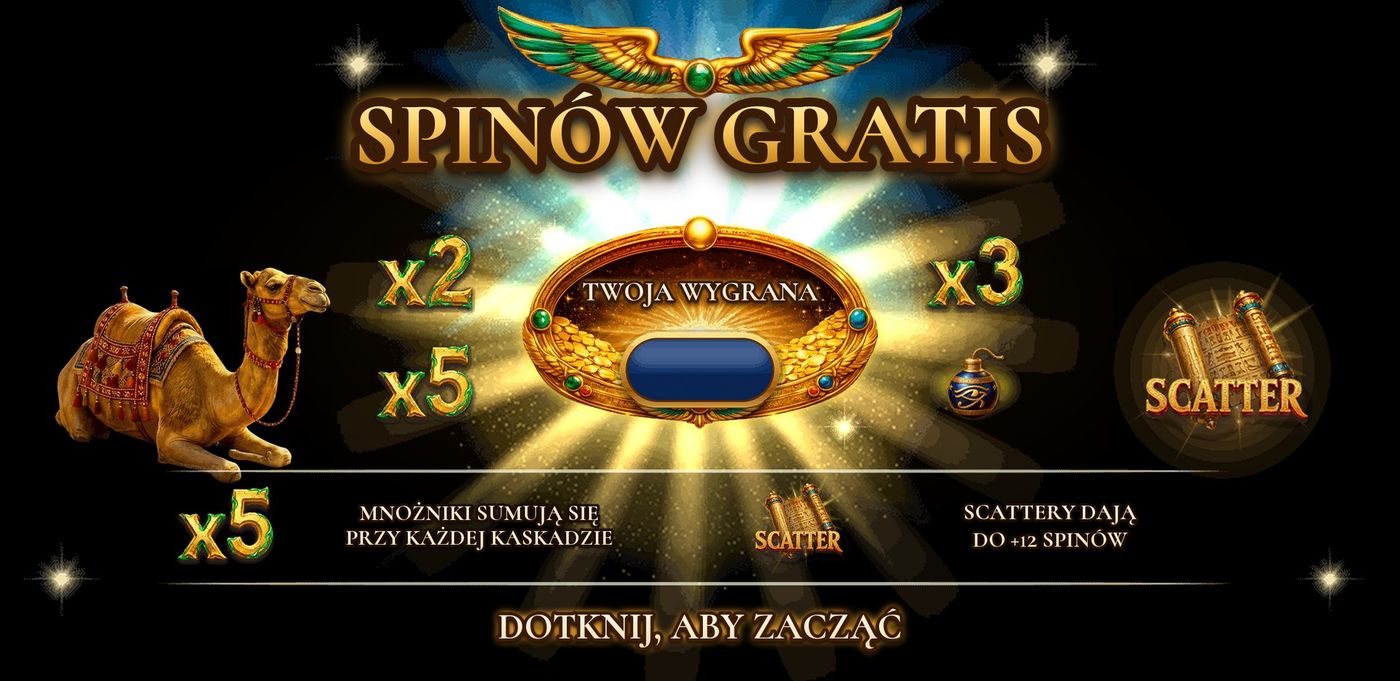 SPINÓW GRATIS
x2
TWOJA WYGRANA
x3
x5
SCATTER
x5
MNOŻNIKI SUMUJĄ SIĘ
PRZY KAŻDEJ KASKADZIE
SCATTER
SCATTERY DAJĄ
DO +12 SPINÓW
DOTKNIJ, ABY ZACZĄĆ